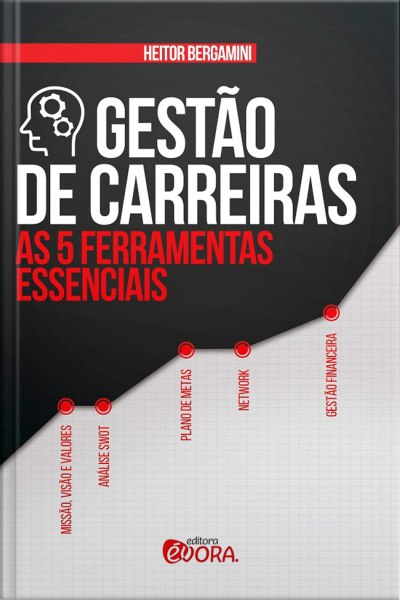 HEITOR BERGAMINI
GESTÃO
DE CARREIRAS
AS 5 FERRAMENTAS
ESSENCIAIS
MISSÃO, VISÃO E VALORES
ANÁLISE SWOT
PLANO DE METAS
NETWORK
GESTÃO FINANCEIRA
editora
éVORA.